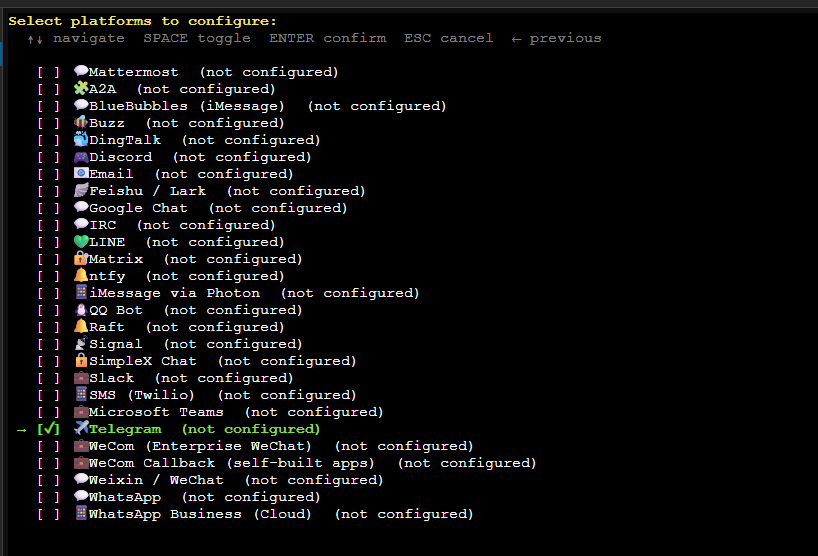 Select platforms to configure:
↑↓ navigate  SPACE toggle  ENTER confirm  ESC cancel  ← previous
[ ] 💬Mattermost  (not configured)
[ ] 🧩A2A  (not configured)
[ ] 💬BlueBubbles (iMessage)  (not configured)
[ ] 🐝Buzz  (not configured)
[ ] 🐳DingTalk  (not configured)
[ ] 🎮Discord  (not configured)
[ ] 📧Email  (not configured)
[ ] 🪽Feishu / Lark  (not configured)
[ ] 💬Google Chat  (not configured)
[ ] 💬IRC  (not configured)
[ ] 💚LINE  (not configured)
[ ] 🔐Matrix  (not configured)
[ ] 🔔ntfy  (not configured)
[ ] 📱iMessage via Photon  (not configured)
[ ] 🐧QQ Bot  (not configured)
[ ] 🔔Raft  (not configured)
[ ] 📡Signal  (not configured)
[ ] 🔒SimpleX Chat  (not configured)
[ ] 💼Slack  (not configured)
[ ] 📱SMS (Twilio)  (not configured)
[ ] 💼Microsoft Teams  (not configured)
→ [✓] ✈️Telegram  (not configured)
[ ] 💼WeCom (Enterprise WeChat)  (not configured)
[ ] 💼WeCom Callback (self-built apps)  (not configured)
[ ] 💬Weixin / WeChat  (not configured)
[ ] 💬WhatsApp  (not configured)
[ ] 📱WhatsApp Business (Cloud)  (not configured)